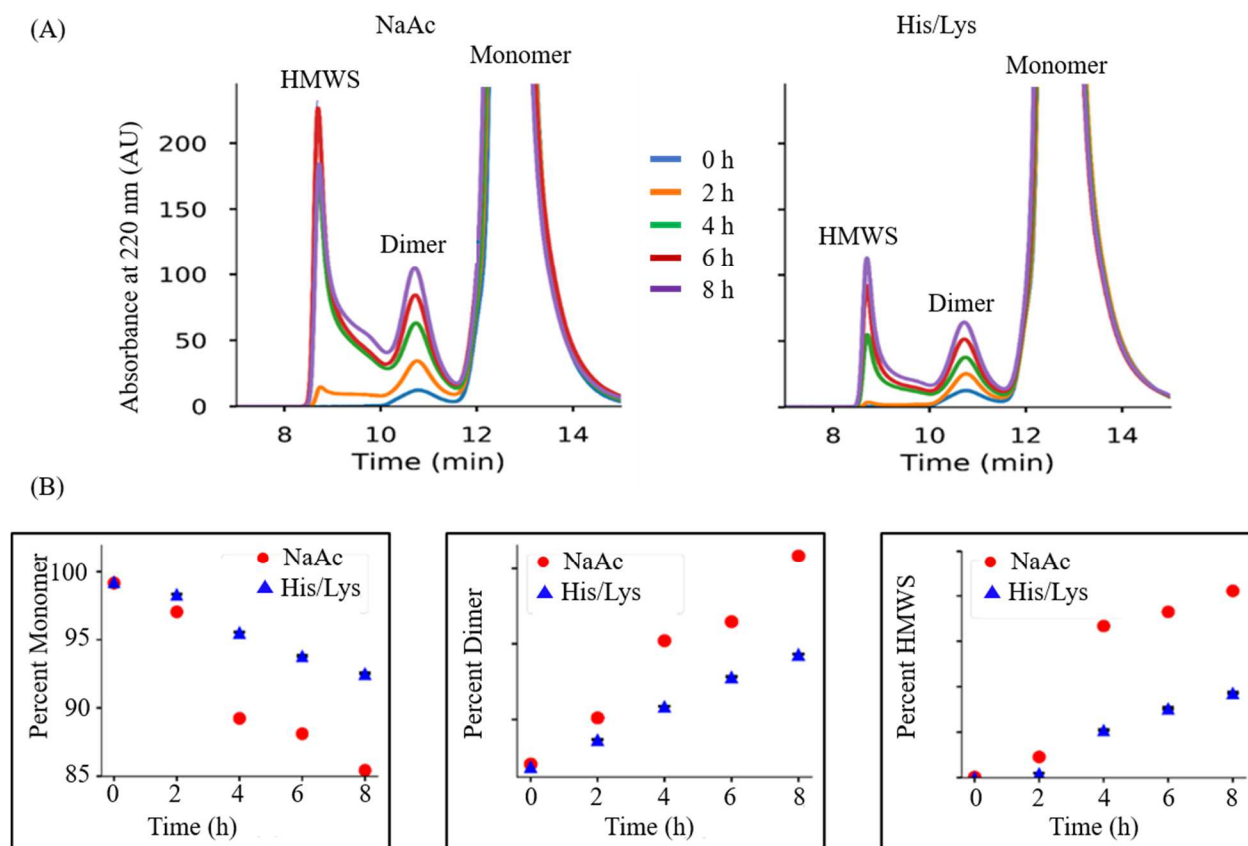 (A)
NaAc
His/Lys
HMWS
Monomer
Dimer
Absorbance at 220 nm (AU)
200
150
100
50
0
8 10 12 14
Time (min)
0 h
2 h
4 h
6 h
8 h
HMWS
Monomer
Dimer
8 10 12 14
Time (min)
(B)
Percent Monomer
100
95
90
85
NaAc
His/Lys
0 2 4 6 8
Time (h)
Percent Dimer
NaAc
His/Lys
0 2 4 6 8
Time (h)
Percent HMWS
NaAc
His/Lys
0 2 4 6 8
Time (h)